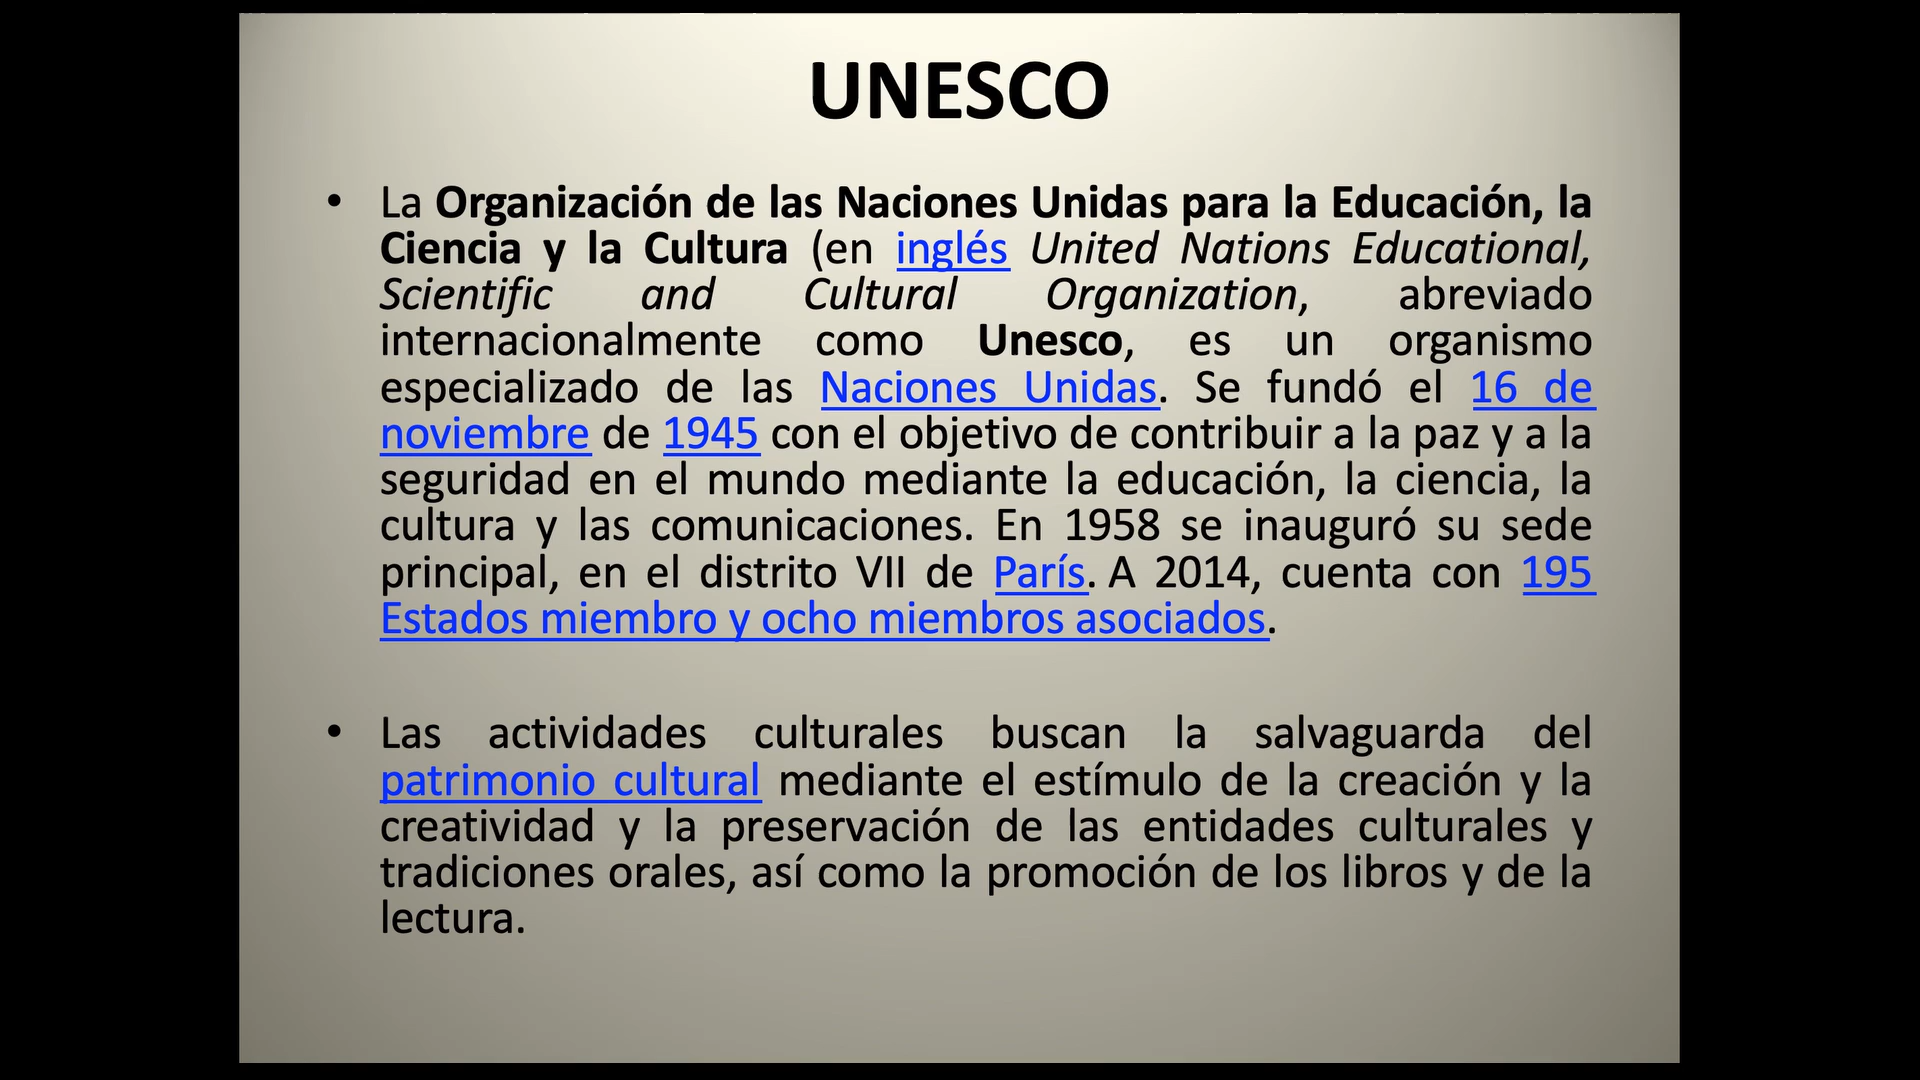 UNESCO
• La Organización de las Naciones Unidas para la Educación, la
Ciencia y la Cultura (en inglés United Nations Educational,
Scientific and Cultural Organization, abreviado
internacionalmente como Unesco, es un organismo
especializado de las Naciones Unidas. Se fundó el 16 de
noviembre de 1945 con el objetivo de contribuir a la paz y a la
seguridad en el mundo mediante la educación, la ciencia, la
cultura y las comunicaciones. En 1958 se inauguró su sede
principal, en el distrito VII de París. A 2014, cuenta con 195
Estados miembro y ocho miembros asociados.
• Las actividades culturales buscan la salvaguarda del
patrimonio cultural mediante el estímulo de la creación y la
creatividad y la preservación de las entidades culturales y
tradiciones orales, así como la promoción de los libros y de la
lectura.